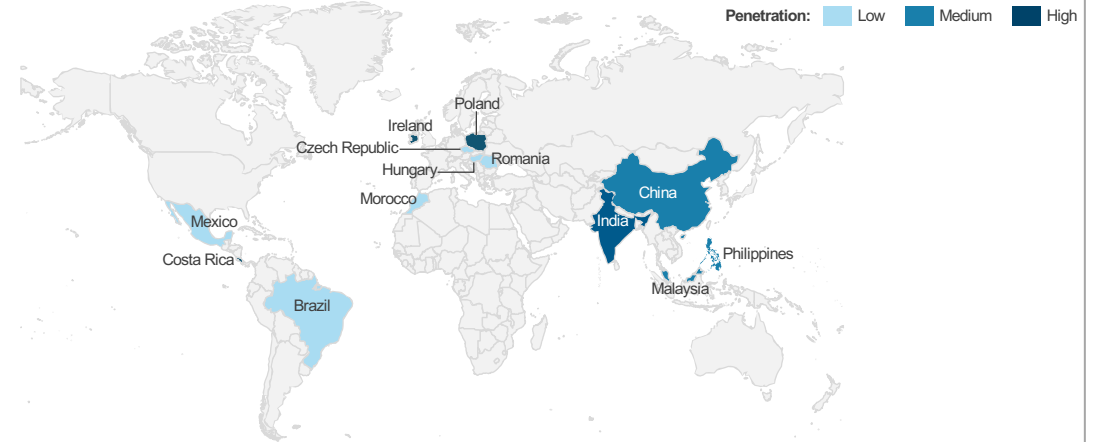 Penetration: Low Medium High
Poland
Ireland
Czech Republic
Romania
Hungary
Morocco
China
India
Mexico
Philippines
Costa Rica
Malaysia
Brazil